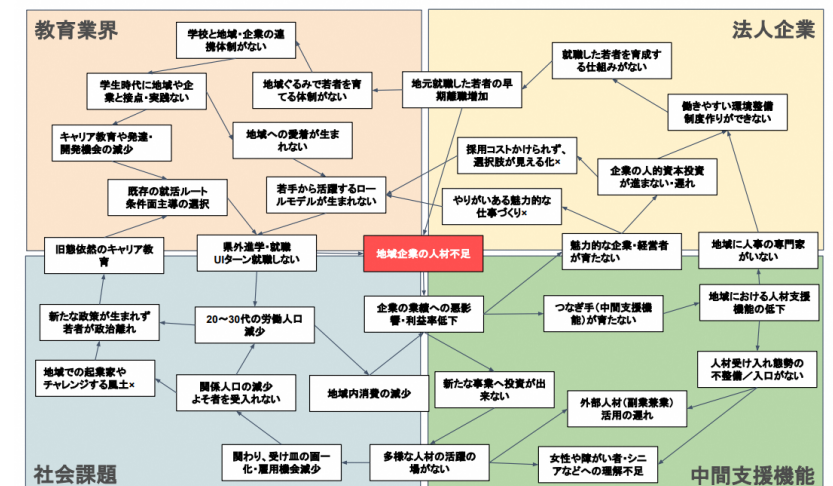 教育業界
法人企業
学校と地域・企業の連
携体制がない
就職した若者を育成す
る仕組みがない
学生時代に地域や企
業と接点・実践ない
地域ぐるみで若者を育
てる体制がない
地元就職した若者の早
期離職増加
働きやすい環境整備
制度作りができない
キャリア教育や発達・
開発機会の減少
地域への愛着が生ま
れない
採用コストかけられず、
選択肢が見える化×
企業の人的資本投資
が進まない・遅れ
既存の就活ルート
条件面主導の選択
若手から活躍するロー
ルモデルが生まれない
やりがいある魅力的な
仕事づくり×
旧態依然のキャリア教
育
県外進学・就職
UIターン就職しない
地域企業の人材不足
魅力的な企業・経営者
が育たない
地域に人事の専門家
がいない
新たな政策が生まれず
若者が政治離れ
20～30代の労働人口
減少
企業の業績への悪影
響・利益率低下
つなぎ手（中間支援機
能）が育たない
地域における人材支援
機能の低下
地域での起業家や
チャレンジする風土×
関係人口の減少
よそ者を受入れない
地域内消費の減少
新たな事業へ投資が出
来ない
人材受け入れ態勢の
不整備／入口がない
外部人材（副業兼業）
活用の遅れ
関わり、受け皿の画一
化・雇用機会減少
多様な人材の活躍の
場がない
女性や障がい者・シニ
アなどへの理解不足
社会課題
中間支援機能